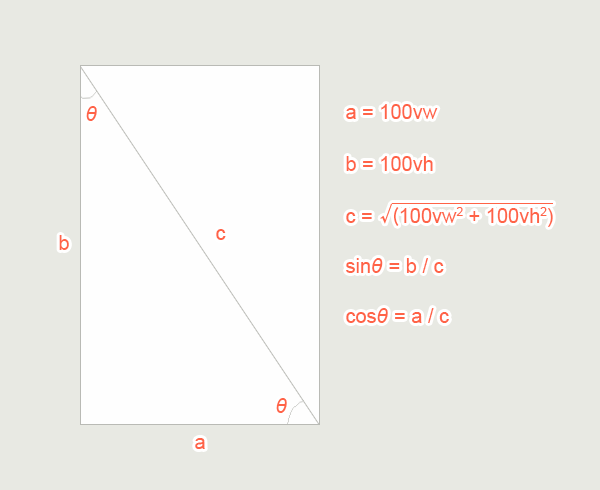 θ
a = 100vw
b = 100vh
c = √(100vw² + 100vh²)
b
c
sinθ = b / c
cosθ = a / c
θ
a